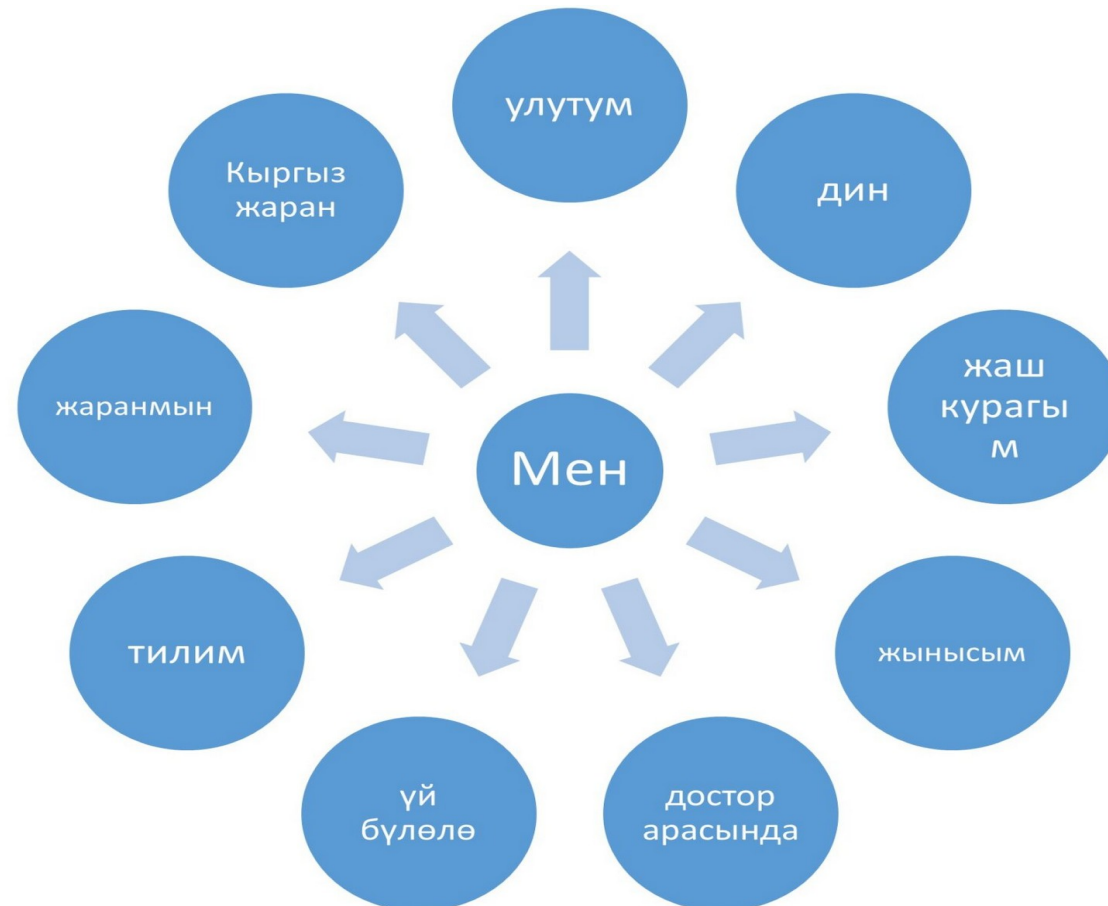 улутум
дин
жаш
курагы
м
жынысым
достор
арасында
үй
бүлөлө
тилим
жаранмын
Кыргыз
жаран
Мен